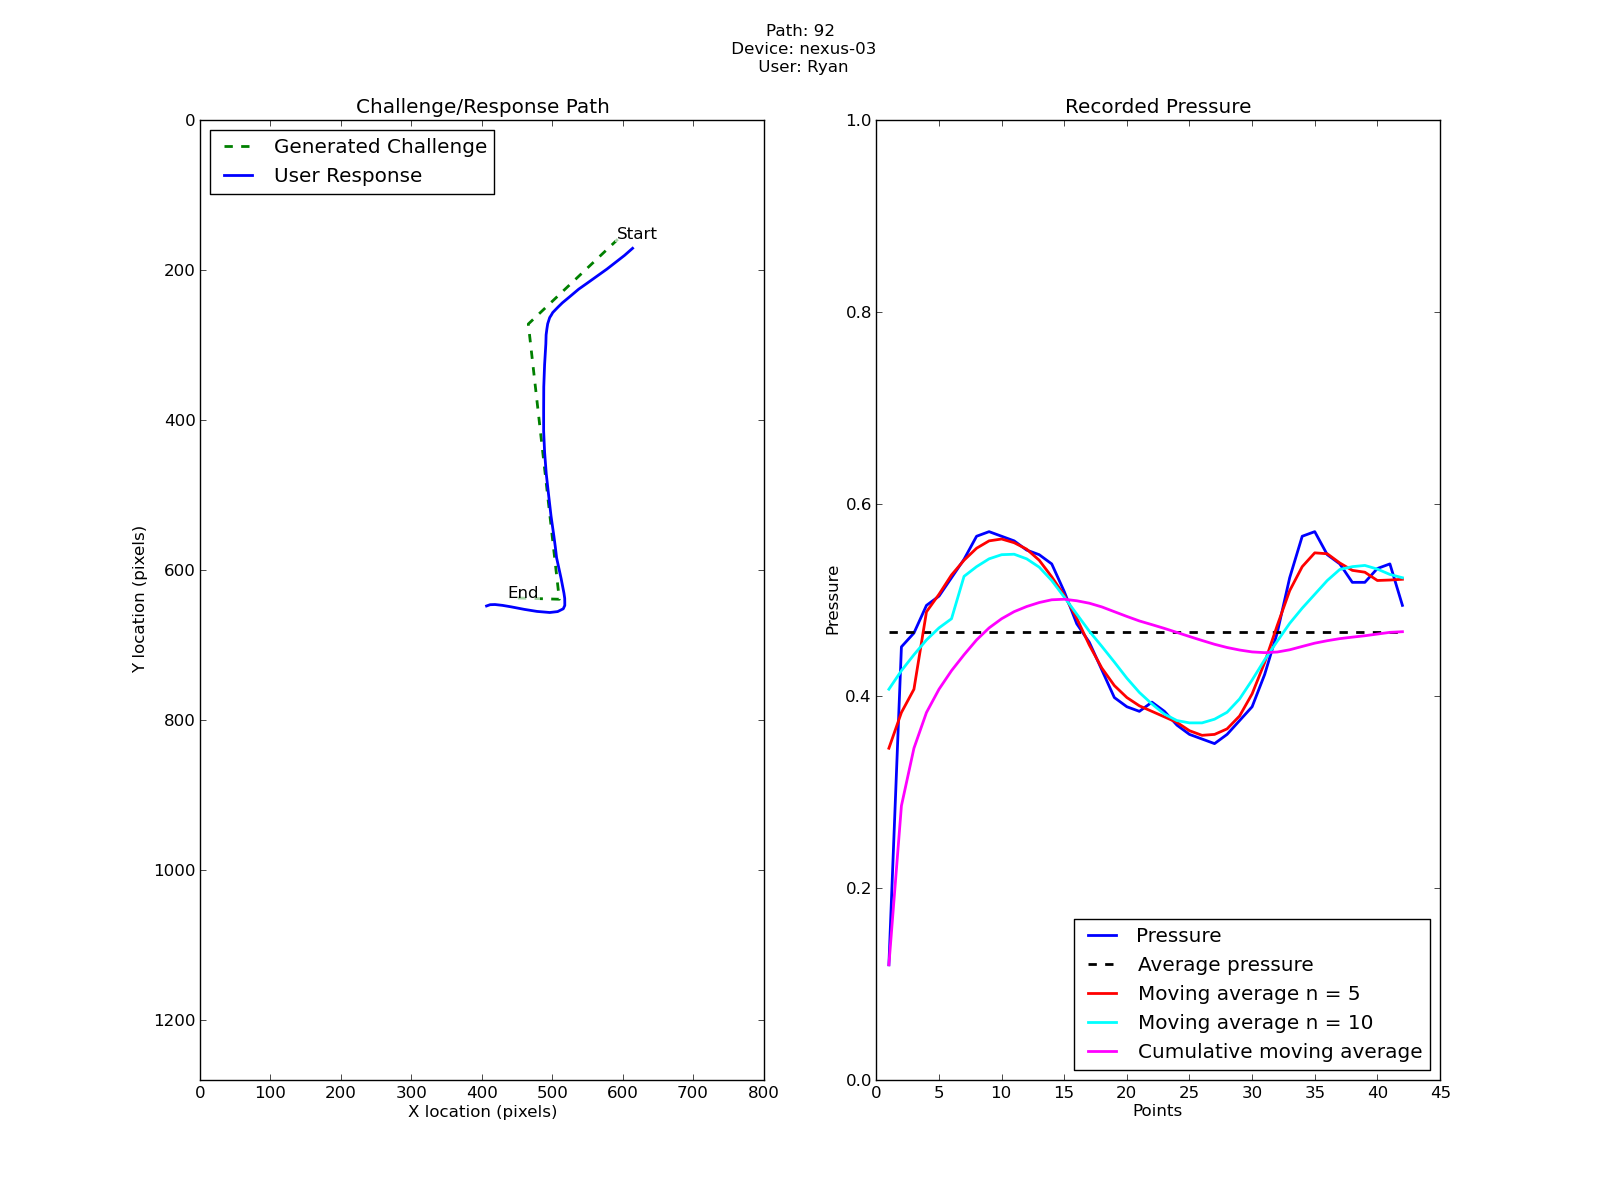 Path: 92
Device: nexus-03
User: Ryan
Challenge/Response Path
0
200
400
600
800
1000
1200
Y location (pixels)
Generated Challenge
User Response
Start
End
0 100 200 300 400 500 600 700 800
X location (pixels)
Recorded Pressure
1.0
0.8
0.6
0.4
0.2
0.0
Pressure
Pressure
Average pressure
Moving average n = 5
Moving average n = 10
Cumulative moving average
0 5 10 15 20 25 30 35 40 45
Points